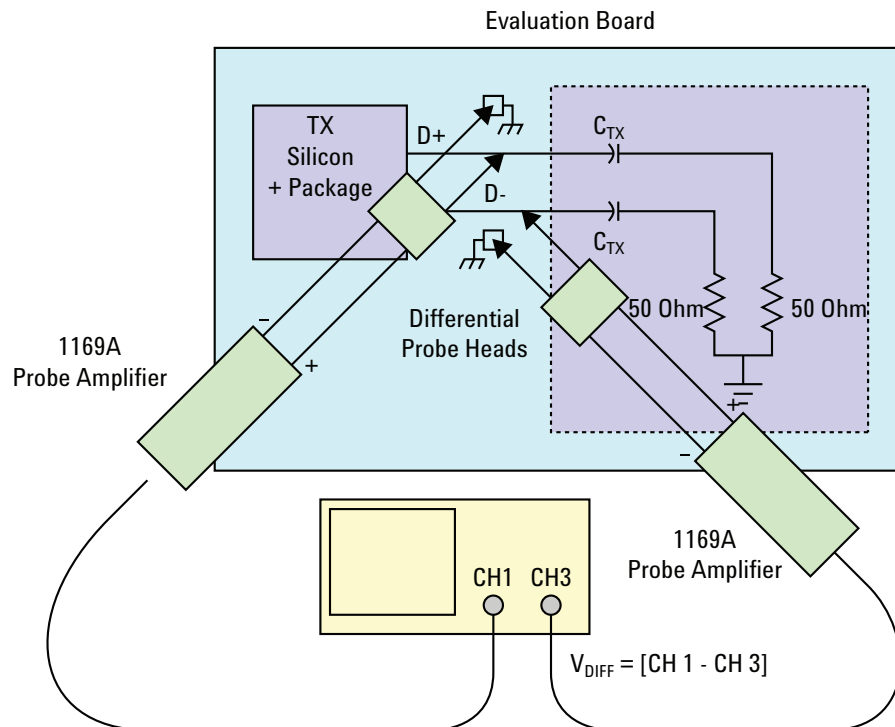 Evaluation Board
TX
Silicon
+ Package
D+
C_TX
D-
C_TX
Differential
Probe Heads
50 Ohm
50 Ohm
1169A
Probe Amplifier
–
+
+
–
1169A
Probe Amplifier
CH1 CH3
V_DIFF = [CH 1 - CH 3]